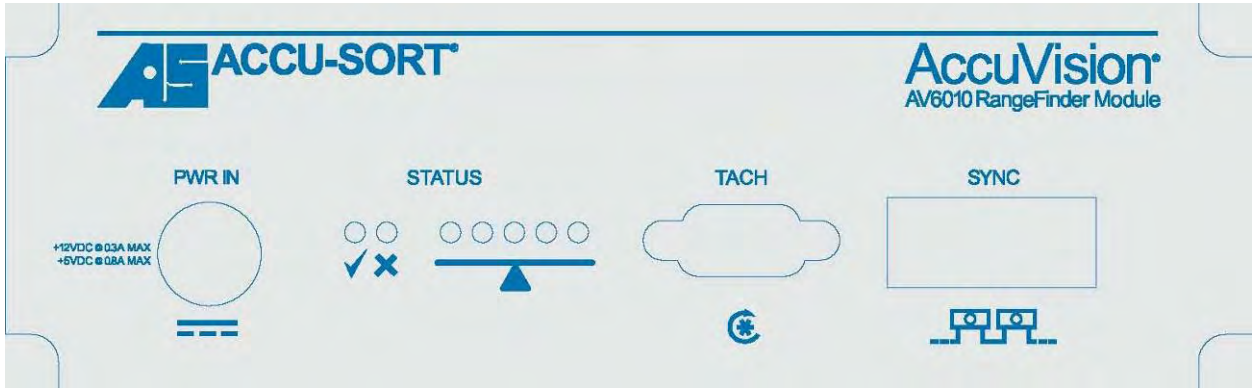 AS ACCU-SORT®
AccuVision®
AV6010 RangeFinder Module
PWR IN
STATUS
TACH
SYNC
+12VDC @ 0.3A MAX
+5VDC @ 0.8A MAX